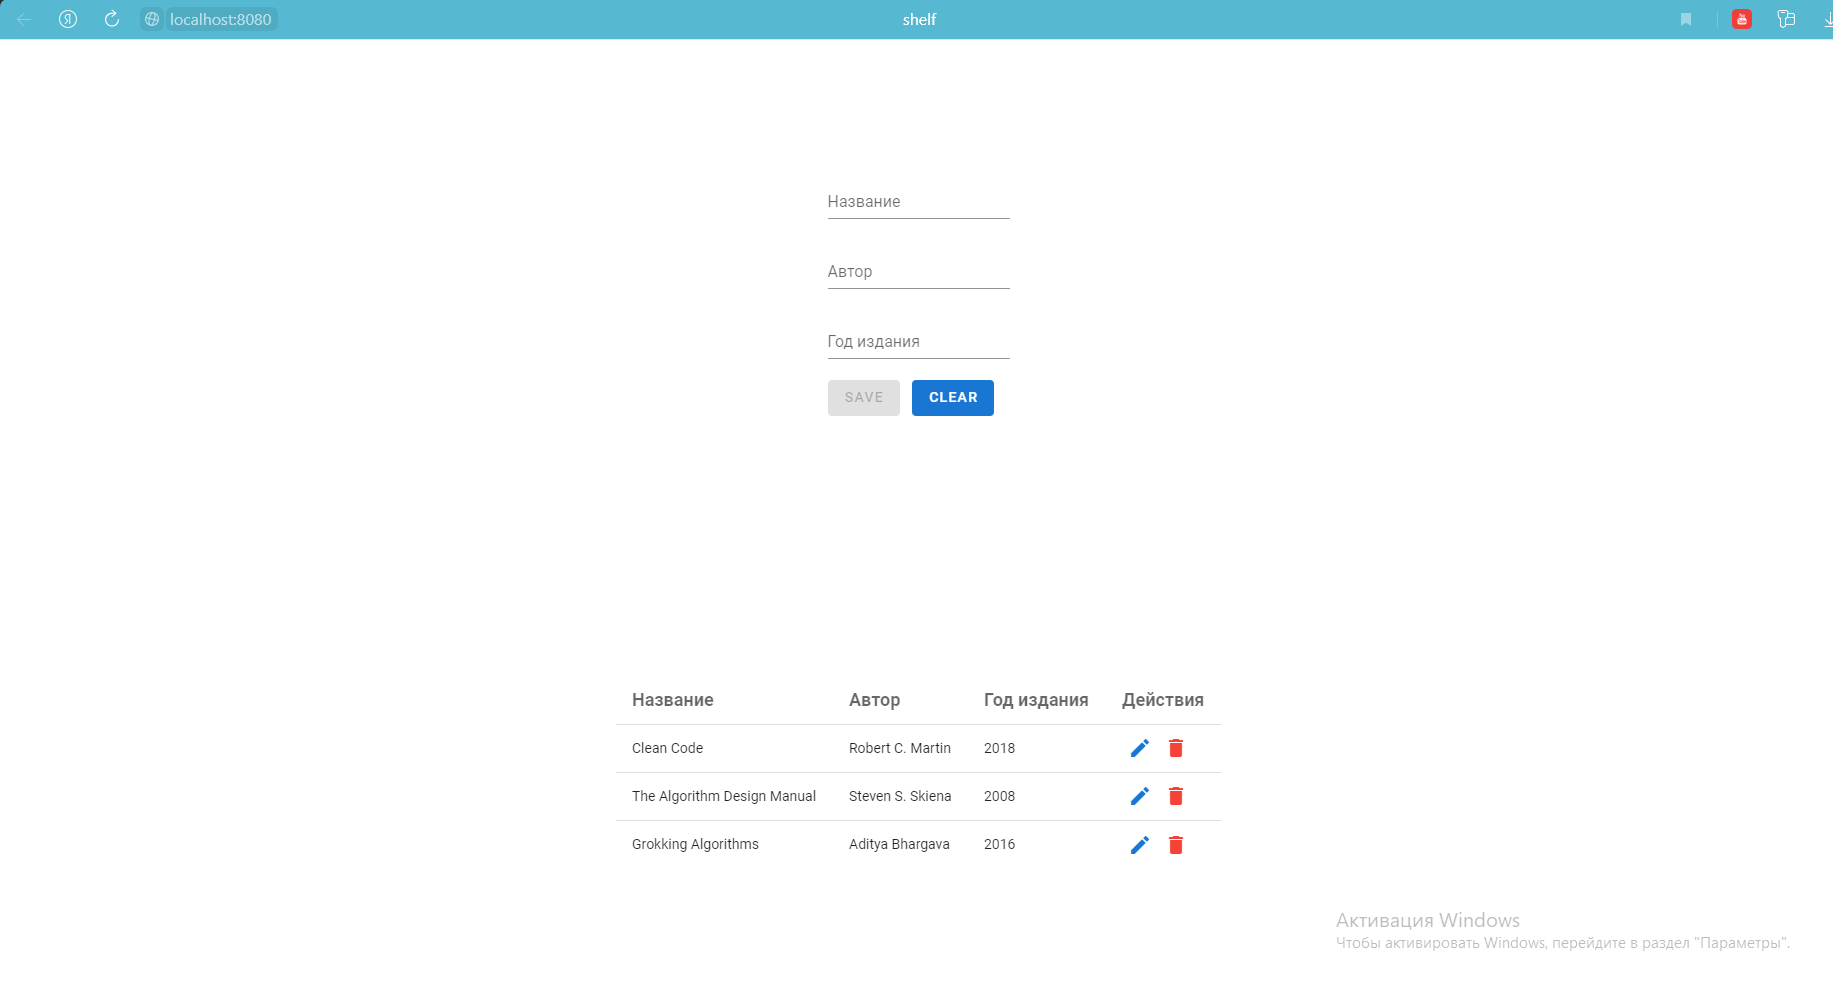 localhost:8080 shelf
Название
Автор
Год издания
SAVE CLEAR
Название Автор Год издания Действия
Clean Code Robert C. Martin 2018
The Algorithm Design Manual Steven S. Skiena 2008
Grokking Algorithms Aditya Bhargava 2016
Активация Windows
Чтобы активировать Windows, перейдите в раздел "Параметры".